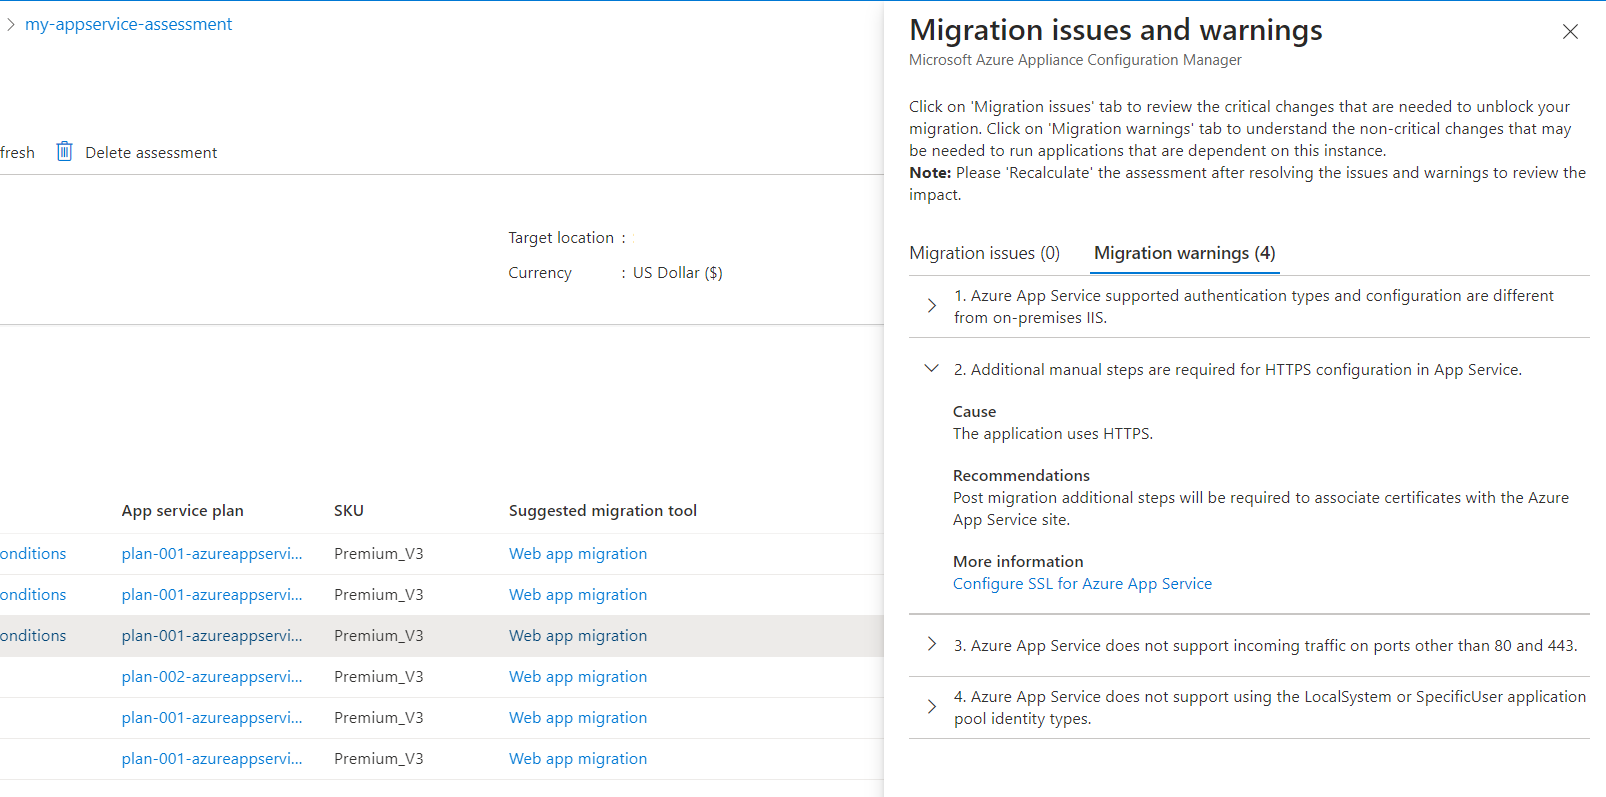 my-appservice-assessment
fresh
Delete assessment
Target location :
Currency : US Dollar ($)
App service plan SKU Suggested migration tool
onditions plan-001-azureappservi... Premium_V3 Web app migration
onditions plan-001-azureappservi... Premium_V3 Web app migration
onditions plan-001-azureappservi... Premium_V3 Web app migration
plan-002-azureappservi... Premium_V3 Web app migration
plan-001-azureappservi... Premium_V3 Web app migration
plan-001-azureappservi... Premium_V3 Web app migration
Migration issues and warnings
Microsoft Azure Appliance Configuration Manager
Click on 'Migration issues' tab to review the critical changes that are needed to unblock your
migration. Click on 'Migration warnings' tab to understand the non-critical changes that may
be needed to run applications that are dependent on this instance.
Note: Please 'Recalculate' the assessment after resolving the issues and warnings to review the
impact.
Migration issues (0) Migration warnings (4)
1. Azure App Service supported authentication types and configuration are different
from on-premises IIS.
2. Additional manual steps are required for HTTPS configuration in App Service.
Cause
The application uses HTTPS.
Recommendations
Post migration additional steps will be required to associate certificates with the Azure
App Service site.
More information
Configure SSL for Azure App Service
3. Azure App Service does not support incoming traffic on ports other than 80 and 443.
4. Azure App Service does not support using the LocalSystem or SpecificUser application
pool identity types.